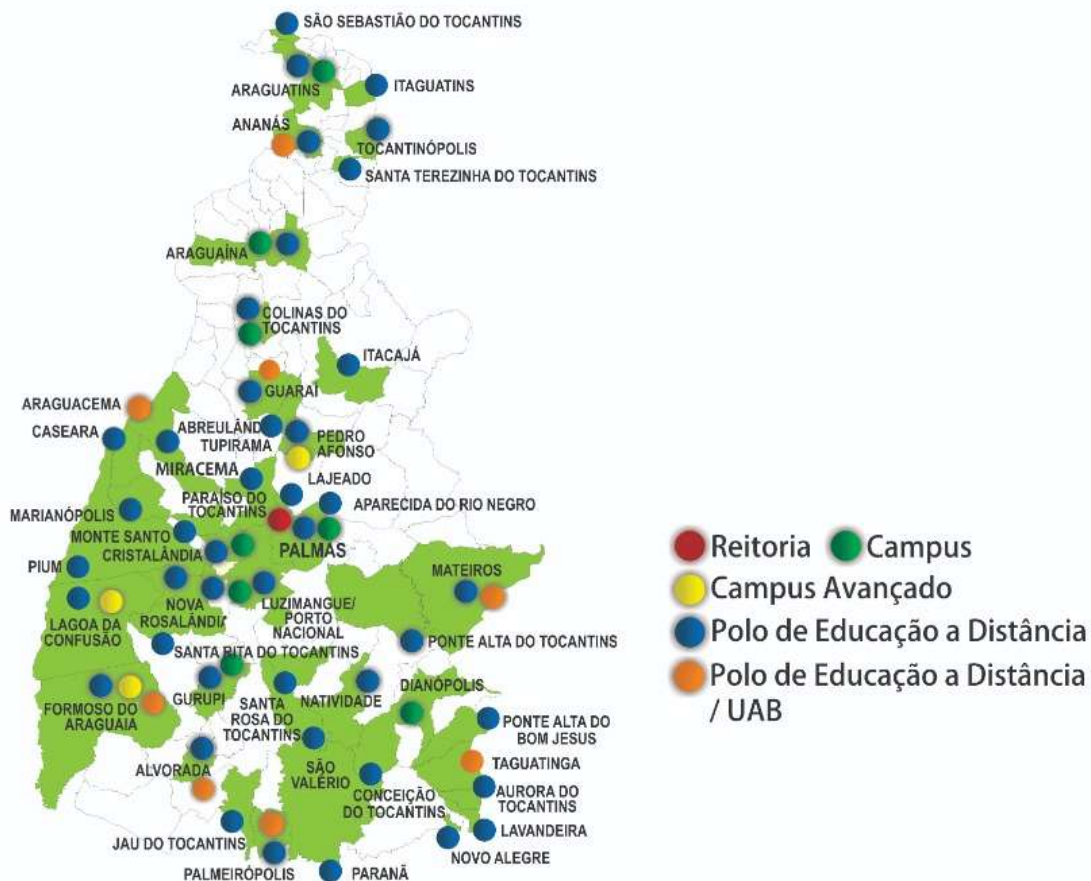 SÃO SEBASTIÃO DO TOCANTINS
ARAGUATINS
ITAGUATINS
ANANÁS
TOCANTINÓPOLIS
SANTA TEREZINHA DO TOCANTINS
ARAGUAÍNA
COLINAS DO
TOCANTINS
ITACAJÁ
GUARAÍ
ARAGUACEMA
CASEARA
ABREULÂND
TUPIRAMA
PEDRO
AFONSO
MIRACEMA
LAJEADO
PARAÍSO DO
TOCANTINS
APARECIDA DO RIO NEGRO
MARIANÓPOLIS
MONTE SANTO
CRISTALÂNDIA
PALMAS
PIUM
MATEIROS
LAGOA DA
CONFUSÃO
NOVA
ROSALÂNDIA
LUZIMANGUE/
PORTO
NACIONAL
PONTE ALTA DO TOCANTINS
SANTA RITA DO TOCANTINS
GURUPI
SANTA
ROSA DO
TOCANTINS
NATIVIDADE
DIANÓPOLIS
FORMOSO DO
ARAGUAIA
PONTE ALTA DO
BOM JESUS
ALVORADA
SÃO
VALÉRIO
TAGUATINGA
CONCEIÇÃO
DO TOCANTINS
AURORA DO
TOCANTINS
JAU DO TOCANTINS
LAVANDEIRA
NOVO ALEGRE
PALMEIRÓPOLIS
PARANÃ
Reitoria
Campus
Campus Avançado
Polo de Educação a Distância
Polo de Educação a Distância
/ UAB